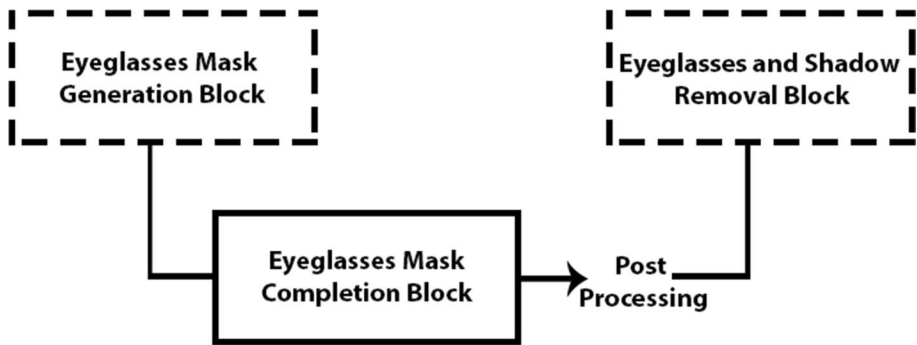 Eyeglasses Mask
Generation Block
Eyeglasses and Shadow
Removal Block
Eyeglasses Mask
Completion Block
Post
Processing